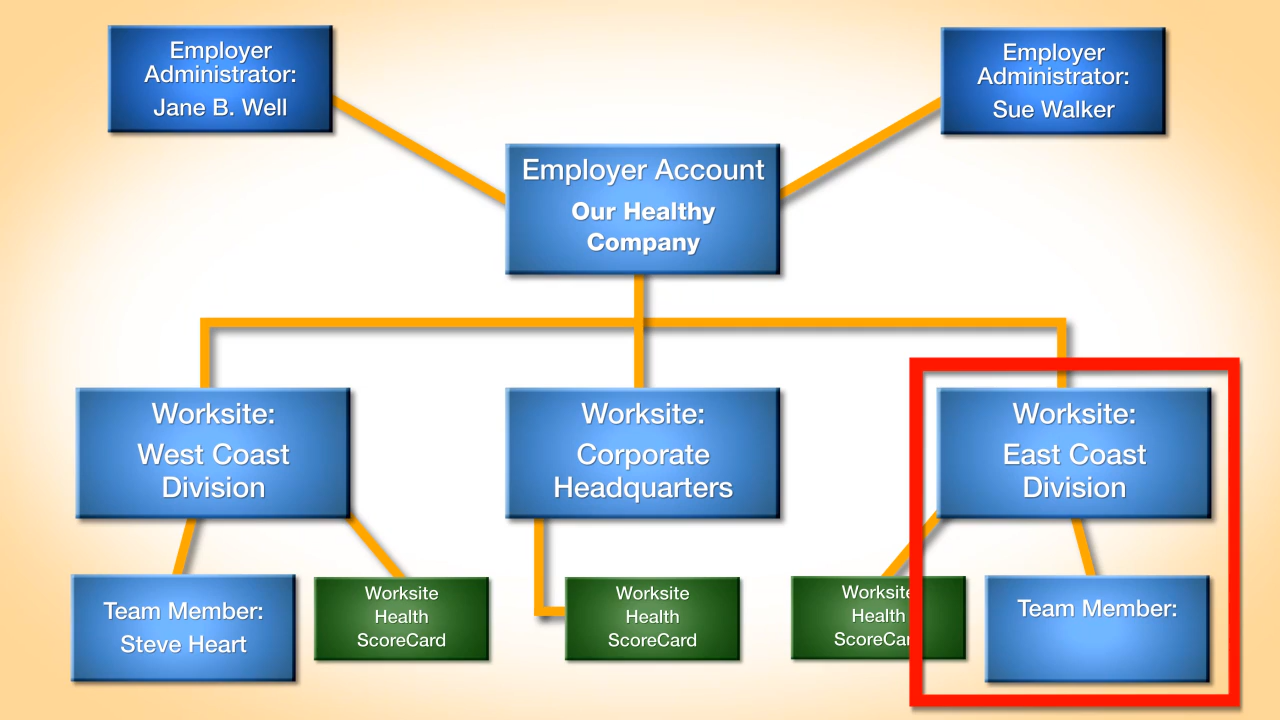 Employer
Administrator:
Jane B. Well
Employer
Administrator:
Sue Walker
Employer Account
Our Healthy
Company
Worksite:
West Coast
Division
Worksite:
Corporate
Headquarters
Worksite:
East Coast
Division
Team Member:
Steve Heart
Worksite
Health
ScoreCard
Worksite
Health
ScoreCard
Worksite
Health
ScoreCar
Team Member: